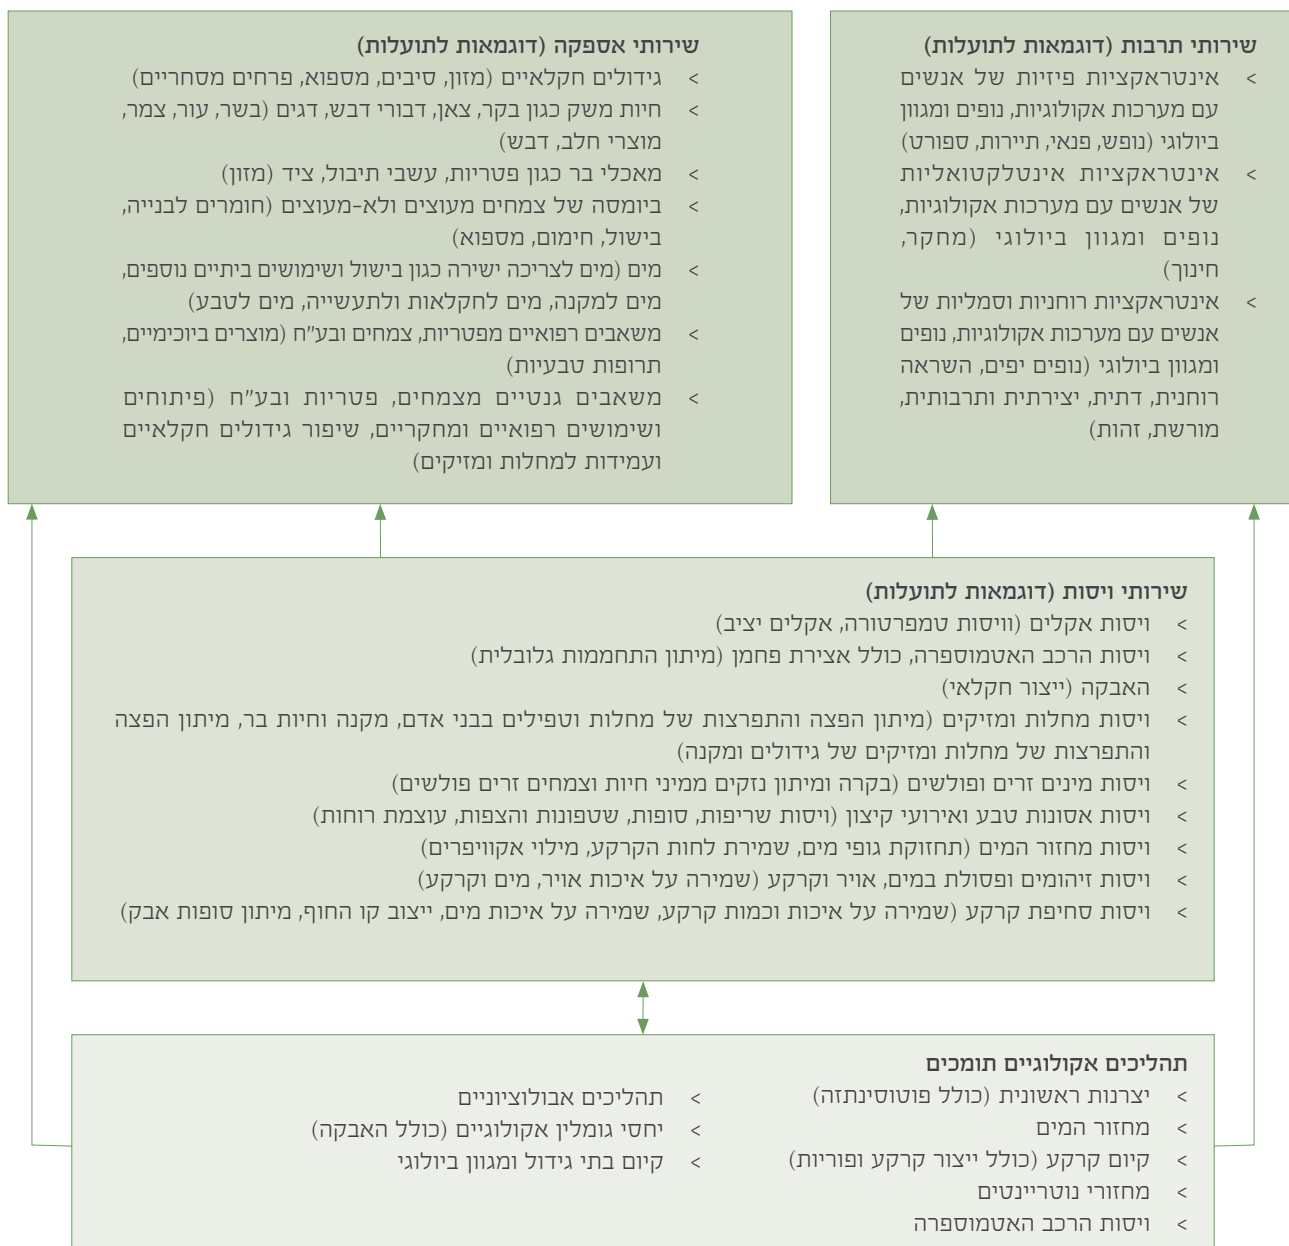 שירותי תרבות (דוגמאות לתועלות)
> אינטראקציות פיזיות של אנשים
עם מערכות אקולוגיות, נופים ומגוון
ביולוגי (נופש, פנאי, תיירות, ספורט)
> אינטראקציות אינטלקטואליות
של אנשים עם מערכות אקולוגיות,
נופים ומגוון ביולוגי (מחקר,
חינוך)
> אינטראקציות רוחניות וסמליות של
אנשים עם מערכות אקולוגיות, נופים
ומגוון ביולוגי (נופים יפים, השראה
רוחנית, דתית, יצירתית ותרבותית,
מורשת, זהות)
שירותי אספקה (דוגמאות לתועלות)
> גידולים חקלאיים (מזון, סיבים, מספוא, פרחים מסחריים)
> חיות משק כגון בקר, צאן, דבורי דבש, דגים (בשר, עור, צמר,
מוצרי חלב, דבש)
> מאכלי בר כגון פטריות, עשבי תיבול, ציד (מזון)
> ביומסה של צמחים מעוצים ולא-מעוצים (חומרים לבנייה,
בישול, חימום, מספוא)
> מים (מים לצריכה ישירה כגון בישול ושימושים ביתיים נוספים,
מים למקנה, מים לחקלאות ולתעשייה, מים לטבע)
> משאבים רפואיים מפטריות, צמחים ובע"ח (מוצרים ביוכימיים,
תרופות טבעיות)
> משאבים גנטיים מצמחים, פטריות ובע"ח (פיתוחים
ושימושים רפואיים ומחקריים, שיפור גידולים חקלאיים
ועמידות למחלות ומזיקים)
שירותי ויסות (דוגמאות לתועלות)
> ויסות אקלים (וויסות טמפרטורה, אקלים יציב)
> ויסות הרכב האטמוספרה, כולל אצירת פחמן (מיתון התחממות גלובלית)
> האבקה (ייצור חקלאי)
> ויסות מחלות ומזיקים (מיתון הפצה והתפרצות של מחלות וטפילים בבני אדם, מקנה וחיות בר, מיתון הפצה
והתפרצות של מחלות ומזיקים של גידולים ומקנה)
> ויסות מינים זרים ופולשים (בקרה ומיתון נזקים ממיני חיות וצמחים זרים פולשים)
> ויסות אסונות טבע ואירועי קיצון (ויסות שריפות, סופות, שטפונות והצפות, עוצמת רוחות)
> ויסות מחזור המים (תחזוקת גופי מים, שמירת לחות הקרקע, מילוי אקוויפרים)
> ויסות זיהומים ופסולת במים, אויר וקרקע (שמירה על איכות אויר, מים וקרקע)
> ויסות סחיפת קרקע (שמירה על איכות וכמות קרקע, שמירה על איכות מים, ייצוב קו החוף, מיתון סופות אבק)
תהליכים אקולוגיים תומכים
> יצרנות ראשונית (כולל פוטוסינתזה)
> מחזור המים
> קיום קרקע (כולל ייצור קרקע ופוריות)
> מחזורי נוטריינטים
> ויסות הרכב האטמוספרה
> תהליכים אבולוציוניים
> יחסי גומלין אקולוגיים (כולל האבקה)
> קיום בתי גידול ומגוון ביולוגי